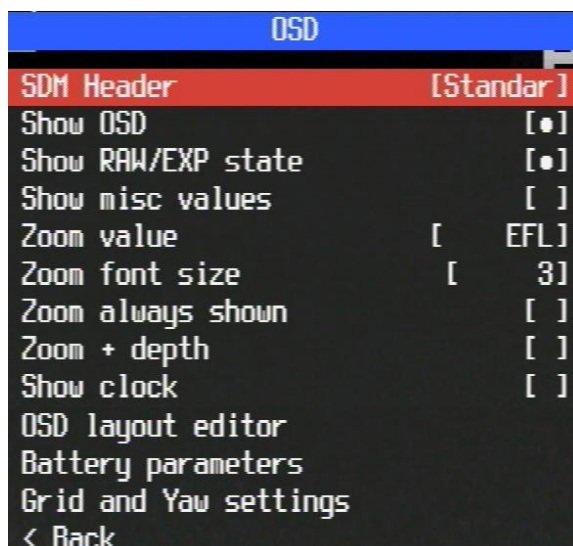 OSD
SDM Header [Standar]
Show OSD [•]
Show RAW/EXP state [•]
Show misc values [ ]
Zoom value [ EFL]
Zoom font size [ 3]
Zoom always shown [ ]
Zoom + depth [ ]
Show clock [ ]
OSD layout editor
Battery parameters
Grid and Yaw settings
< Back